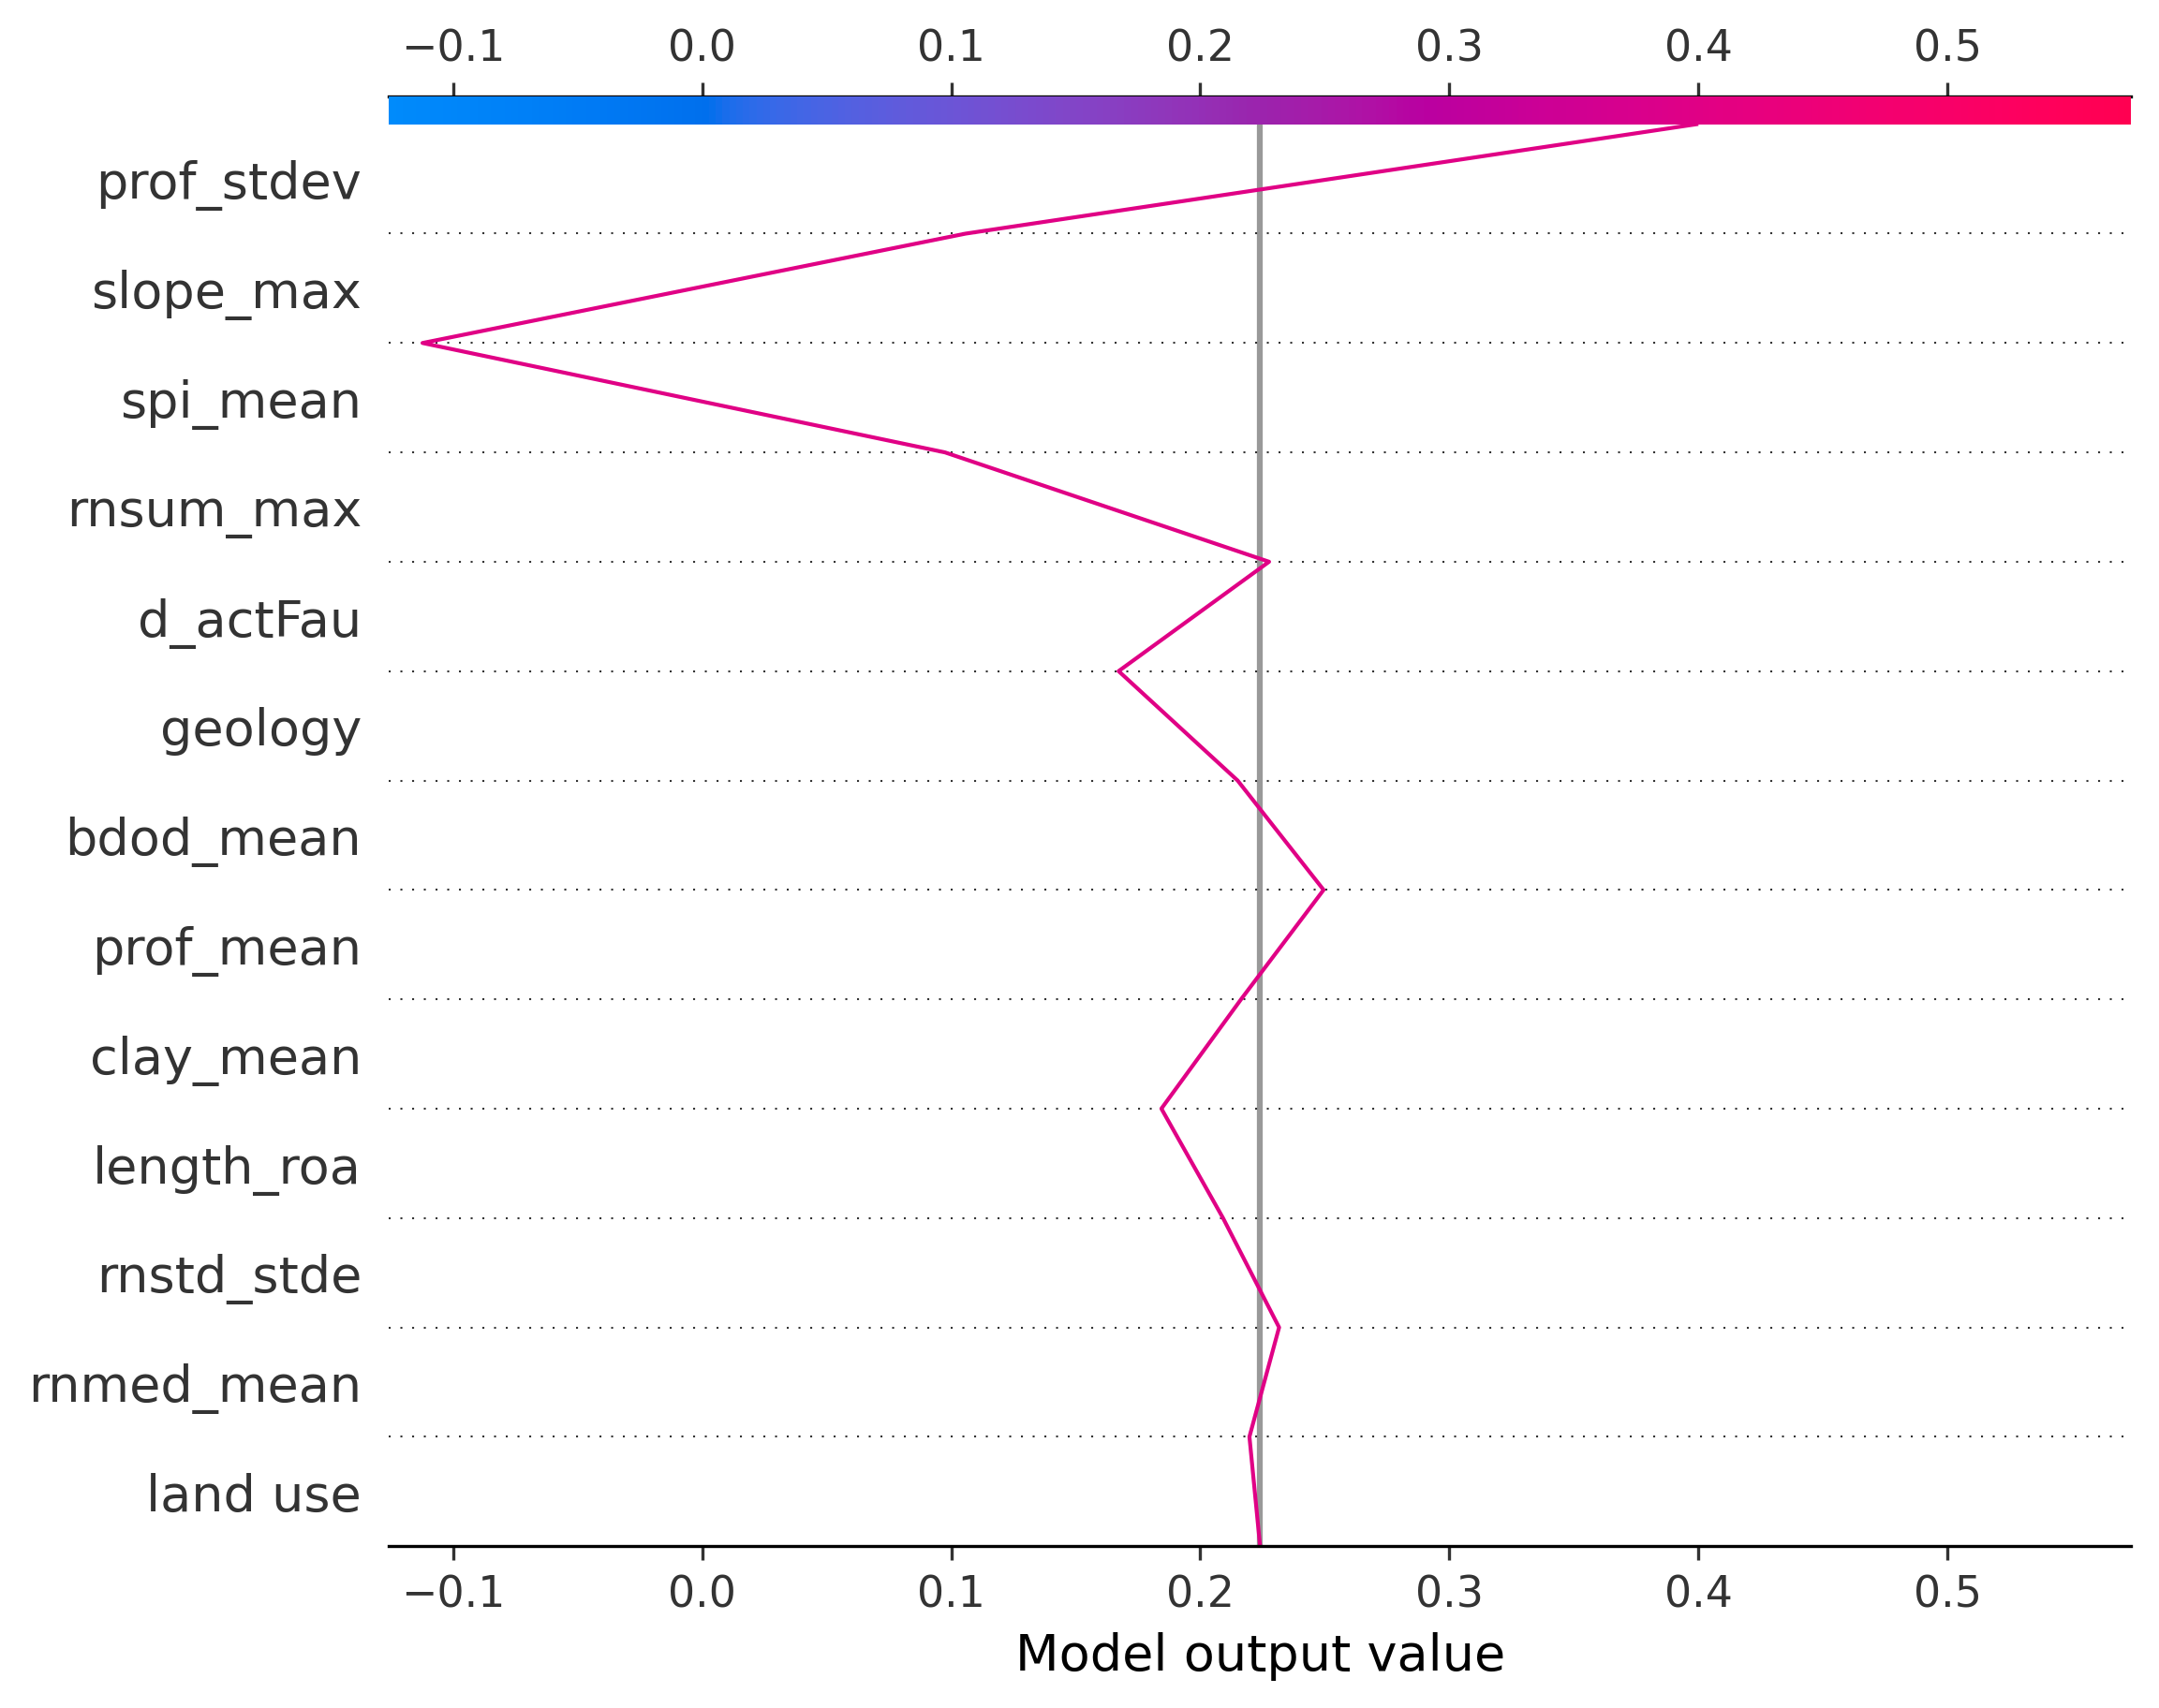 −0.1 0.0 0.1 0.2 0.3 0.4 0.5
prof_stdev
slope_max
spi_mean
rnsum_max
d_actFau
geology
bdod_mean
prof_mean
clay_mean
length_roa
rnstd_stde
rnmed_mean
land use
−0.1 0.0 0.1 0.2 0.3 0.4 0.5
Model output value